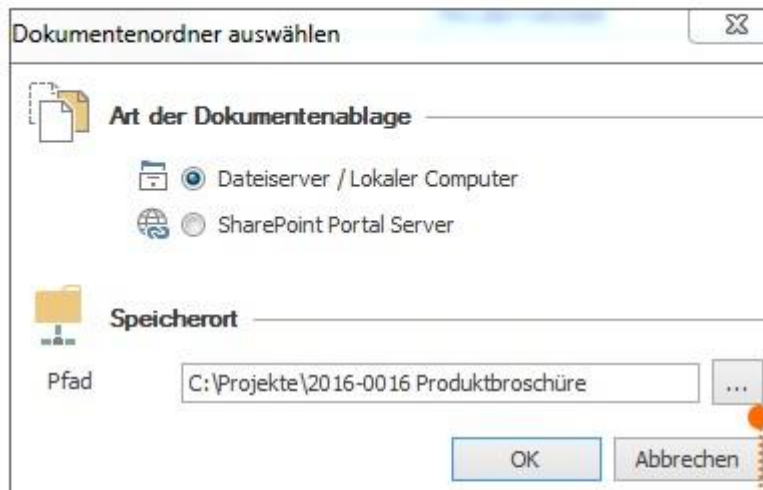 Dokumentenordner auswählen
Art der Dokumentenablage
Dateiserver / Lokaler Computer
SharePoint Portal Server
Speicherort
Pfad C:\Projekte\2016-0016 Produktbroschüre ...
OK Abbrechen